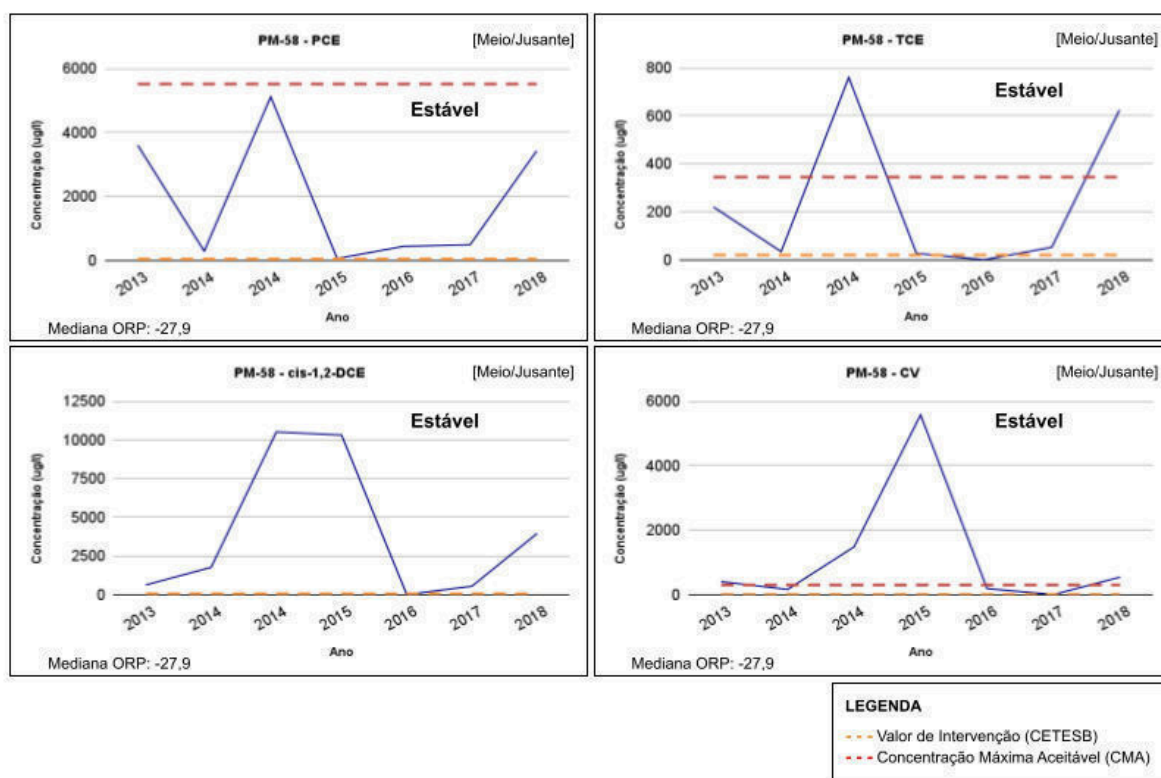 PM-58 - PCE
[Meio/Jusante]
Estável
Concentração (ug/l)
6000
4000
2000
0
2013
2014
2014
2015
2016
2017
2018
Ano
Mediana ORP: -27,9
PM-58 - TCE
[Meio/Jusante]
Estável
Concentração (ug/l)
800
600
400
200
0
2013
2014
2014
2015
2016
2017
2018
Ano
Mediana ORP: -27,9
PM-58 - cis-1,2-DCE
[Meio/Jusante]
Estável
Concentração (ug/l)
12500
10000
7500
5000
2500
0
2013
2014
2014
2015
2016
2017
2018
Ano
Mediana ORP: -27,9
PM-58 - CV
[Meio/Jusante]
Estável
Concentração (ug/l)
6000
4000
2000
0
2013
2014
2014
2015
2016
2017
2018
Ano
Mediana ORP: -27,9
LEGENDA
Valor de Intervenção (CETESB)
Concentração Máxima Aceitável (CMA)